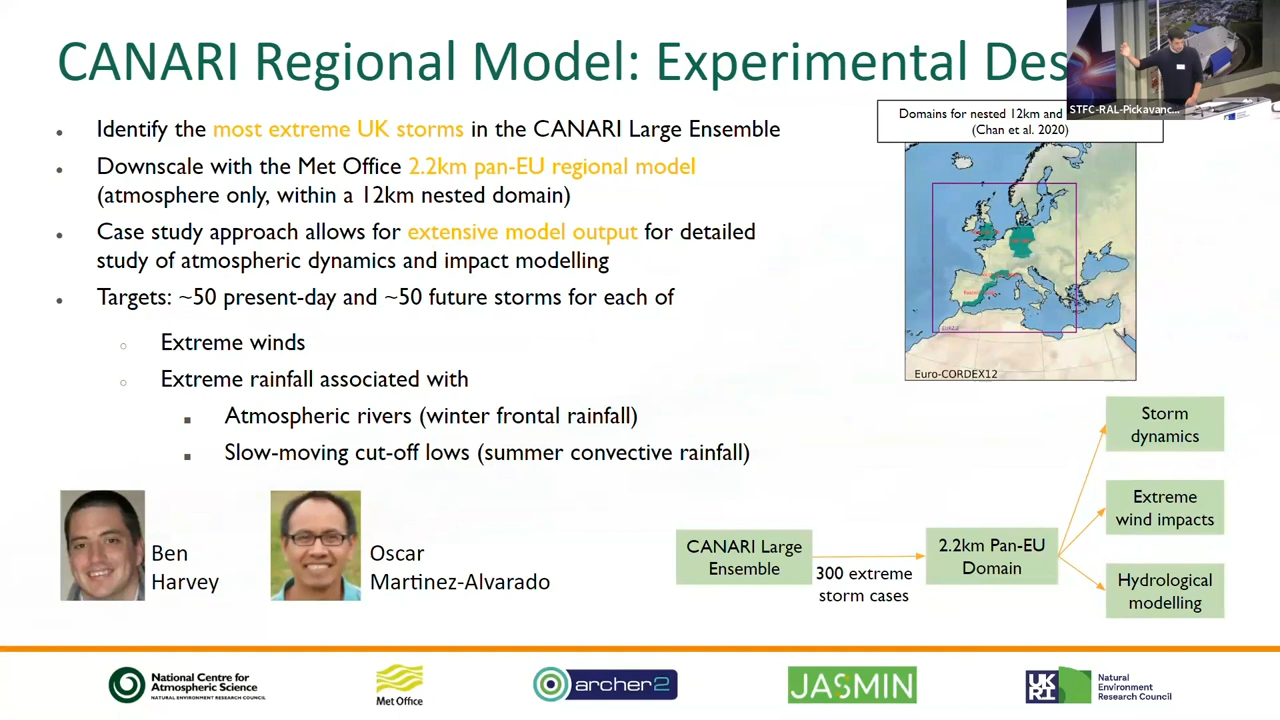 CANARI Regional Model: Experimental Des
STFC-RAL-Pickavanc...
• Identify the most extreme UK storms in the CANARI Large Ensemble
• Downscale with the Met Office 2.2km pan-EU regional model
(atmosphere only, within a 12km nested domain)
• Case study approach allows for extensive model output for detailed
study of atmospheric dynamics and impact modelling
• Targets: ~50 present-day and ~50 future storms for each of
○ Extreme winds
○ Extreme rainfall associated with
▪ Atmospheric rivers (winter frontal rainfall)
▪ Slow-moving cut-off lows (summer convective rainfall)
Domains for nested 12km and
(Chan et al. 2020)
Euro-CORDEX12
Ben
Harvey
Oscar
Martinez-Alvarado
CANARI Large
Ensemble
300 extreme
storm cases
2.2km Pan-EU
Domain
Storm
dynamics
Extreme
wind impacts
Hydrological
modelling
National Centre for
Atmospheric Science
NATURAL ENVIRONMENT RESEARCH COUNCIL
Met Office
archer2
JASMIN
UK
RI
Natural
Environment
Research Council